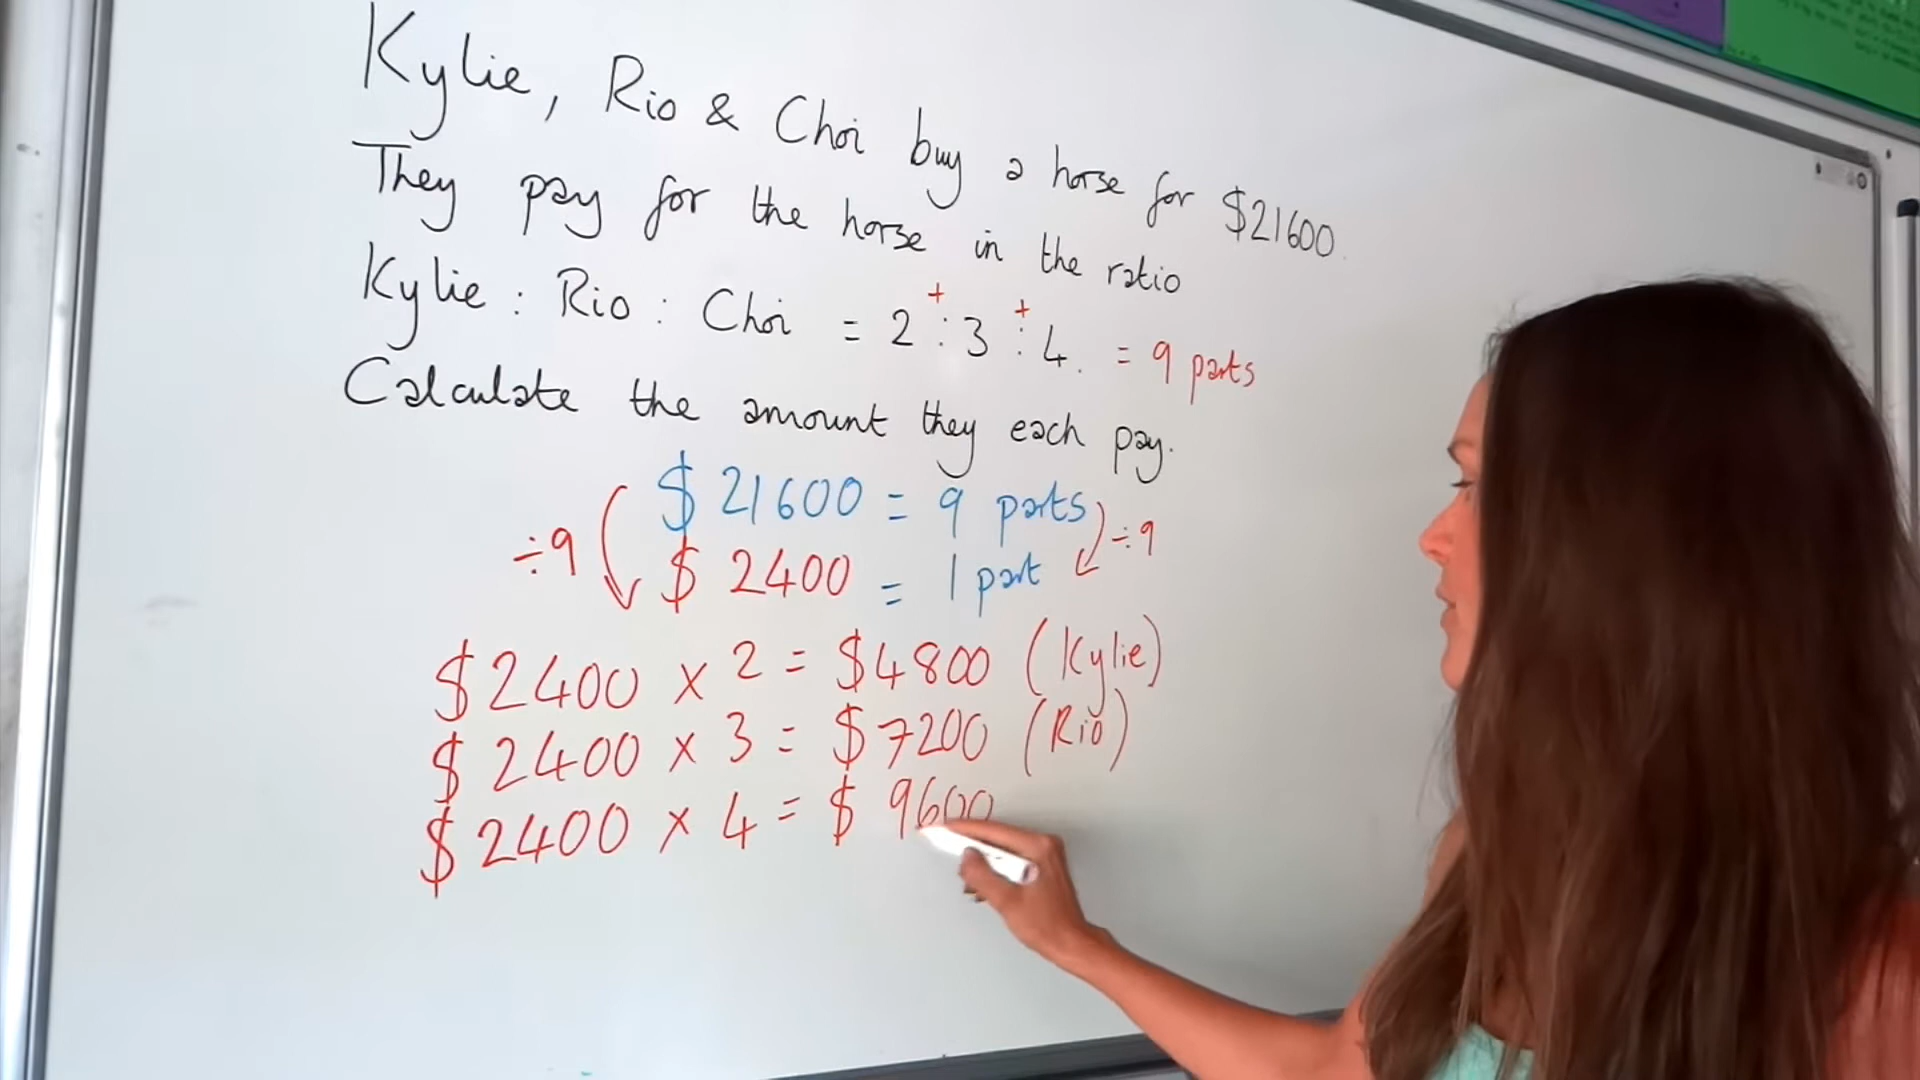 Kylie, Rio & Choi buy a horse for $21600.
They pay for the horse in the ratio
Kylie : Rio : Choi = 2 + : 3 + : 4. = 9 parts
Calculate the amount they each pay.
$21600 = 9 parts
÷9 ÷9
$2400 = 1 part
$2400 × 2 = $4800 (Kylie)
$2400 × 3 = $7200 (Rio)
$2400 × 4 = $9600